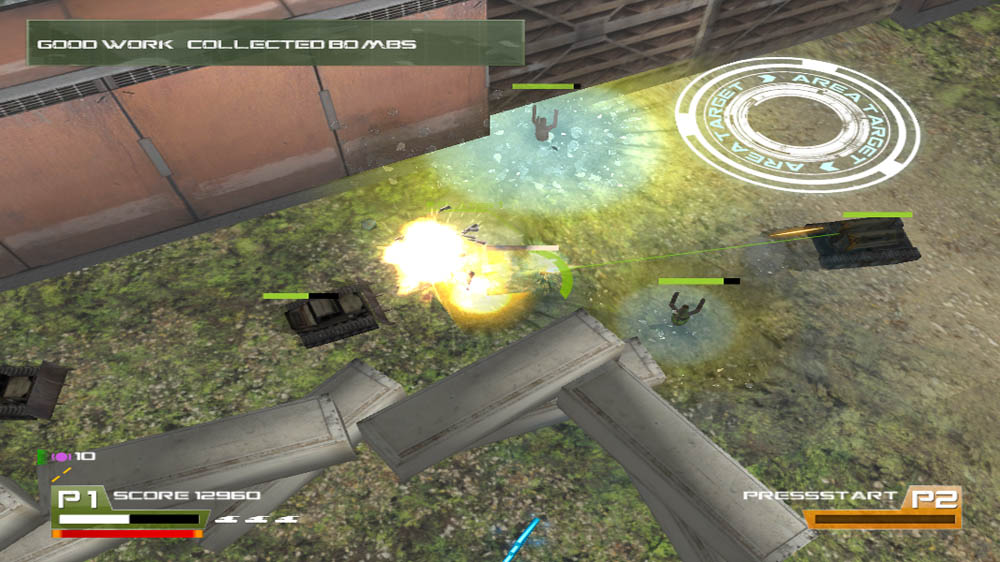 GOOD WORK COLLECTED BOMBS
AREA TARGET
AREA TARGET
10
P1 SCORE 12960
PRESS START P2